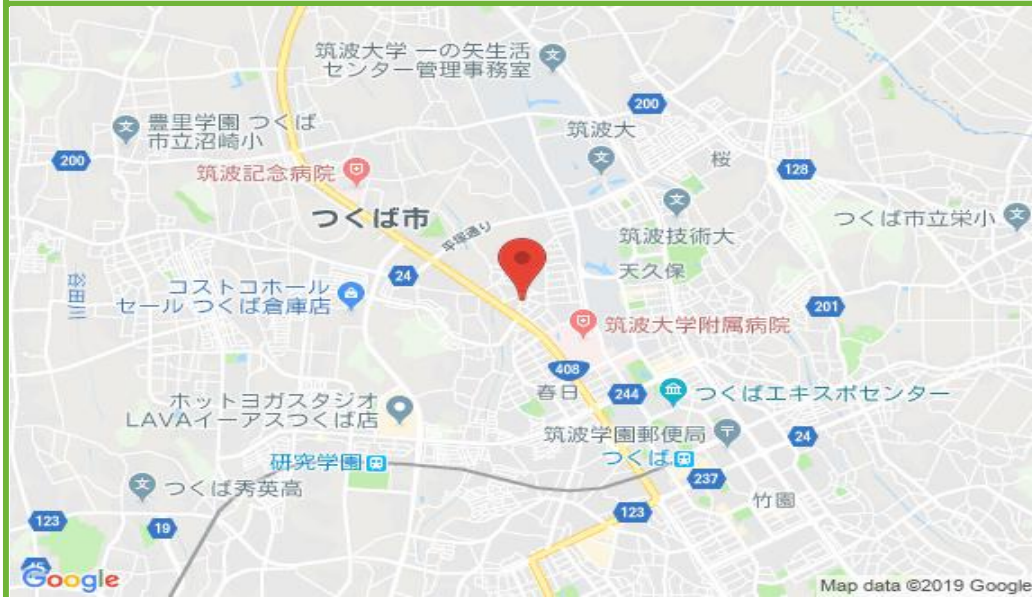 筑波大学 一の矢生活
センター管理事務室
200
豊里学園 つくば
市立沼崎小
筑波大
桜
200
128
筑波記念病院
つくば市
平塚通り
筑波技術大
つくば市立栄小
24
天久保
谷田川
コストコホール
セール つくば倉庫店
201
筑波大学附属病院
408
春日
244
つくばエキスポセンター
ホットヨガスタジオ
LAVAイーアスつくば店
筑波学園郵便局
24
研究学園
つくば
237
つくば秀英高
竹園
123
19
123
45
Google
Map data ©2019 Google